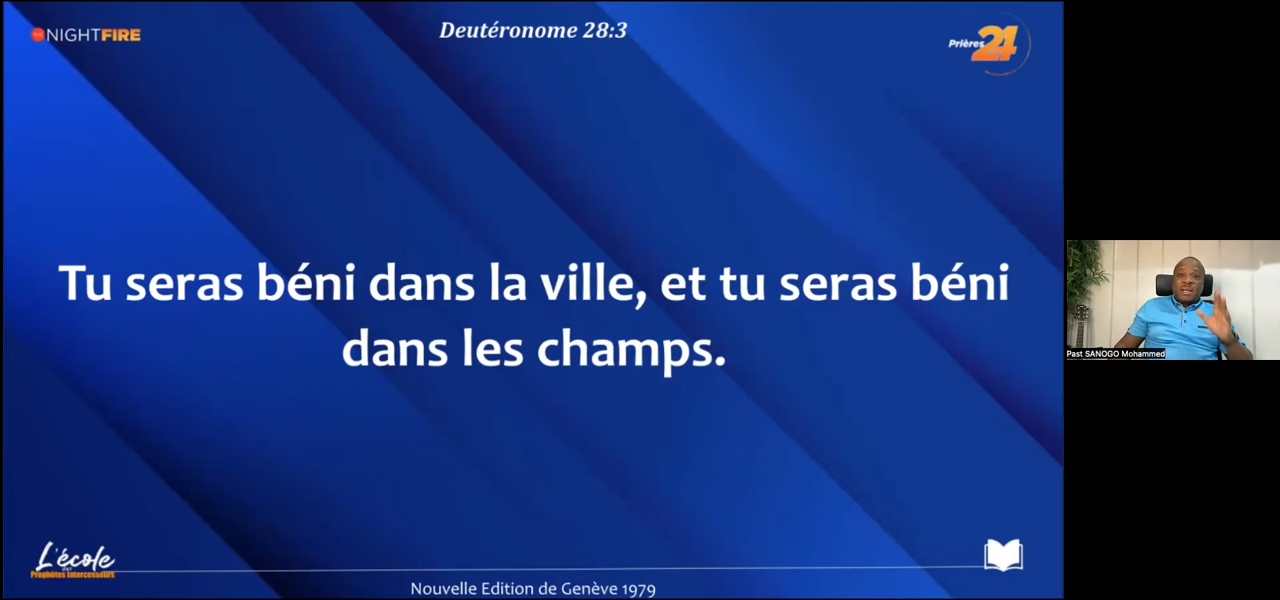 NIGHTFIRE
Deutéronome 28:3
Prières 24
Tu seras béni dans la ville, et tu seras béni
dans les champs.
Past SANOGO Mohammed
L'école
des
Prophètes Intercesseurs
Nouvelle Edition de Genève 1979